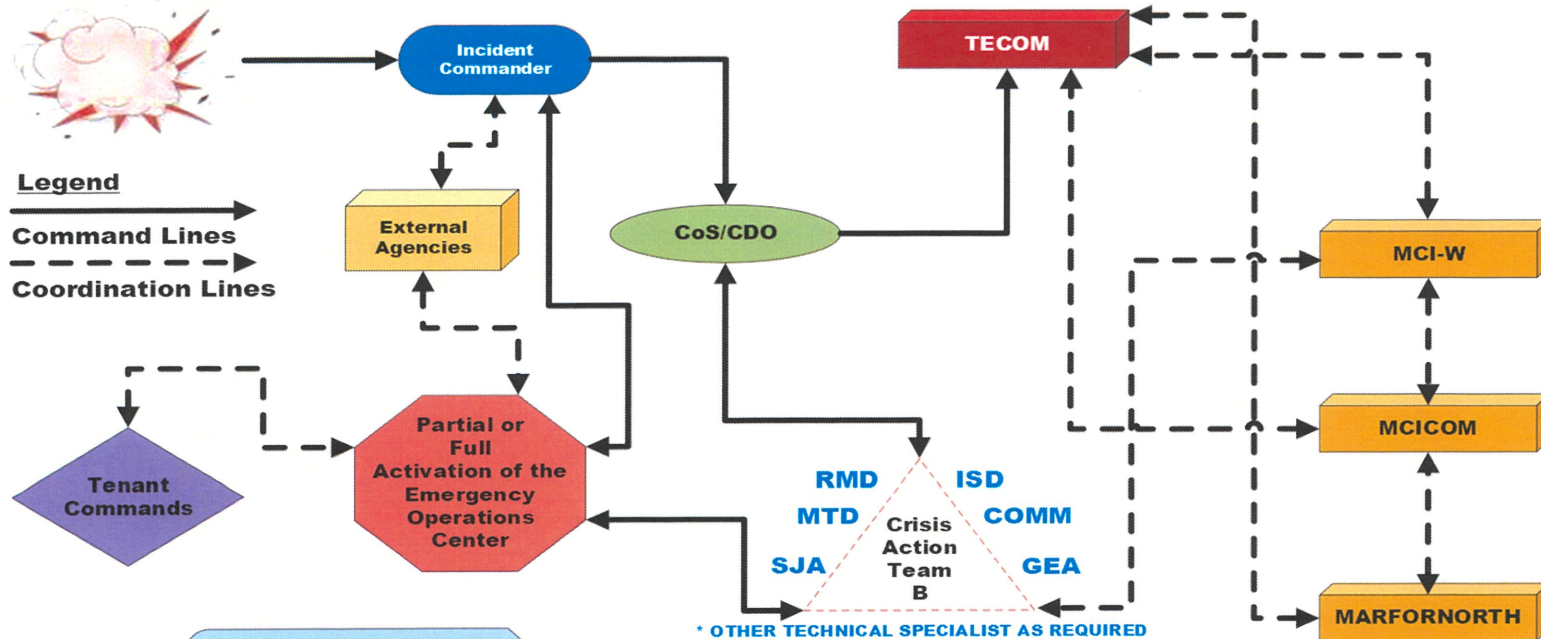 Incident
Commander
TECOM
Legend
Command Lines
Coordination Lines
External
Agencies
CoS/CDO
MCI-W
MCICOM
MARFORNORTH
Tenant
Commands
Partial or
Full
Activation of the
Emergency
Operations
Center
RMD
ISD
MTD
COMM
SJA
GEA
Crisis
Action
Team
B
* OTHER TECHNICAL SPECIALIST AS REQUIRED